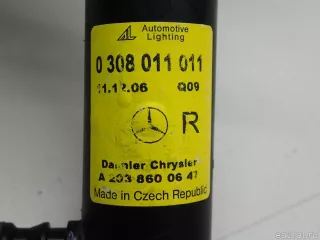 AL Automotive
Lighting
0 308 011 011
11.12.06 Q09
R
Daimler Chrysler
A 203 860 06 47
Made in Czech Republic